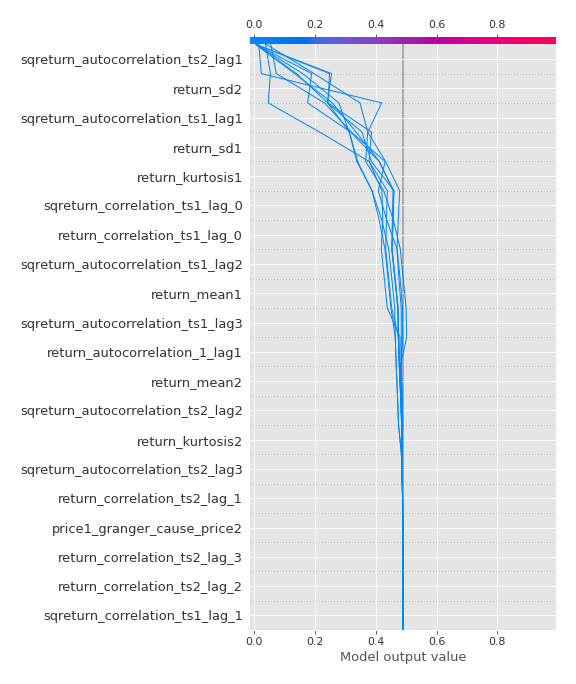 0.0 0.2 0.4 0.6 0.8
sqreturn_autocorrelation_ts2_lag1
return_sd2
sqreturn_autocorrelation_ts1_lag1
return_sd1
return_kurtosis1
sqreturn_correlation_ts1_lag_0
return_correlation_ts1_lag_0
sqreturn_autocorrelation_ts1_lag2
return_mean1
sqreturn_autocorrelation_ts1_lag3
return_autocorrelation_1_lag1
return_mean2
sqreturn_autocorrelation_ts2_lag2
return_kurtosis2
sqreturn_autocorrelation_ts2_lag3
return_correlation_ts2_lag_1
price1_granger_cause_price2
return_correlation_ts2_lag_3
return_correlation_ts2_lag_2
sqreturn_correlation_ts1_lag_1
0.0 0.2 0.4 0.6 0.8
Model output value